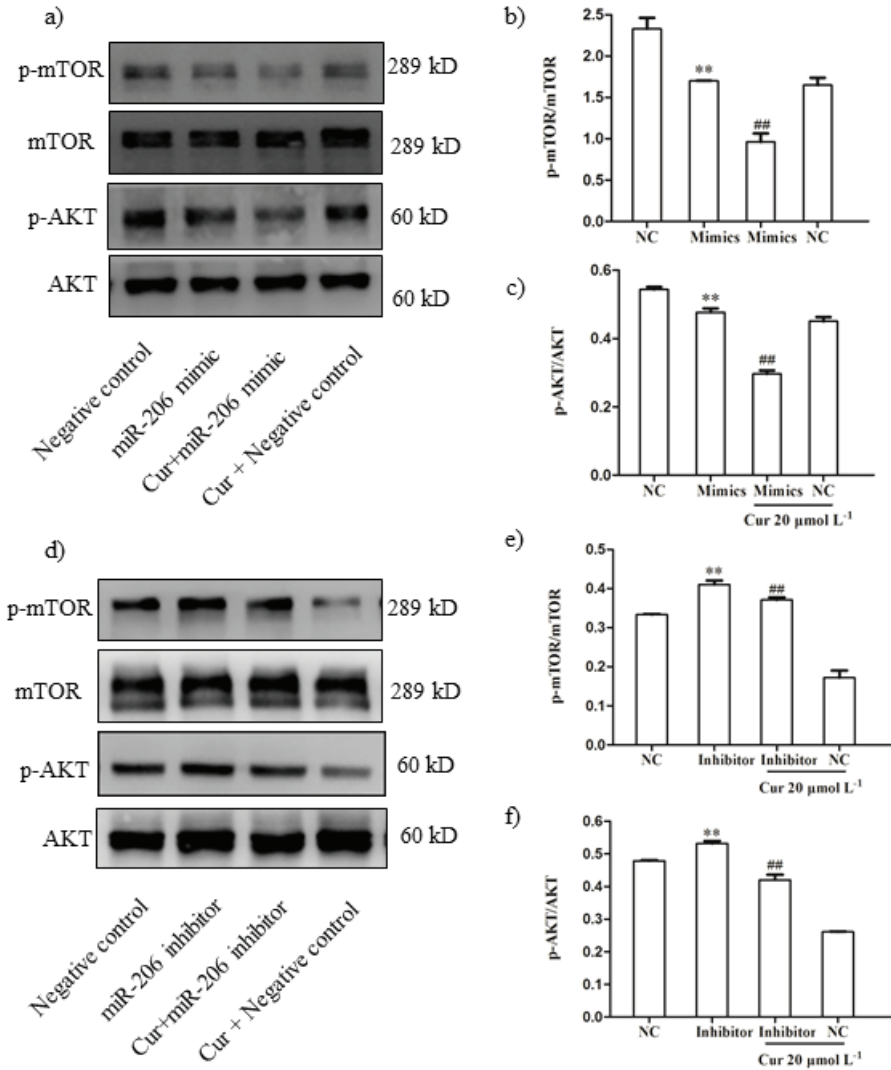 a)
p-mTOR
289 kD
mTOR
289 kD
p-AKT
60 kD
AKT
60 kD
Negative control
miR-206 mimic
Cur+miR-206 mimic
Cur + Negative control
b)
p-mTOR/mTOR
2.5
2.0
1.5
1.0
0.5
0.0
**
##
NC
Mimics
Mimics
NC
c)
p-AKT/AKT
0.6
0.4
0.2
0.0
**
##
NC
Mimics
Mimics
NC
Cur 20 µmol L⁻¹
d)
p-mTOR
289 kD
mTOR
289 kD
p-AKT
60 kD
AKT
60 kD
Negative control
miR-206 inhibitor
Cur+miR-206 inhibitor
Cur + Negative control
e)
p-mTOR/mTOR
0.5
0.4
0.3
0.2
0.1
0.0
**
##
NC
Inhibitor
Inhibitor
NC
Cur 20 µmol L⁻¹
f)
p-AKT/AKT
0.6
0.5
0.4
0.3
0.2
0.1
0.0
**
##
NC
Inhibitor
Inhibitor
NC
Cur 20 µmol L⁻¹